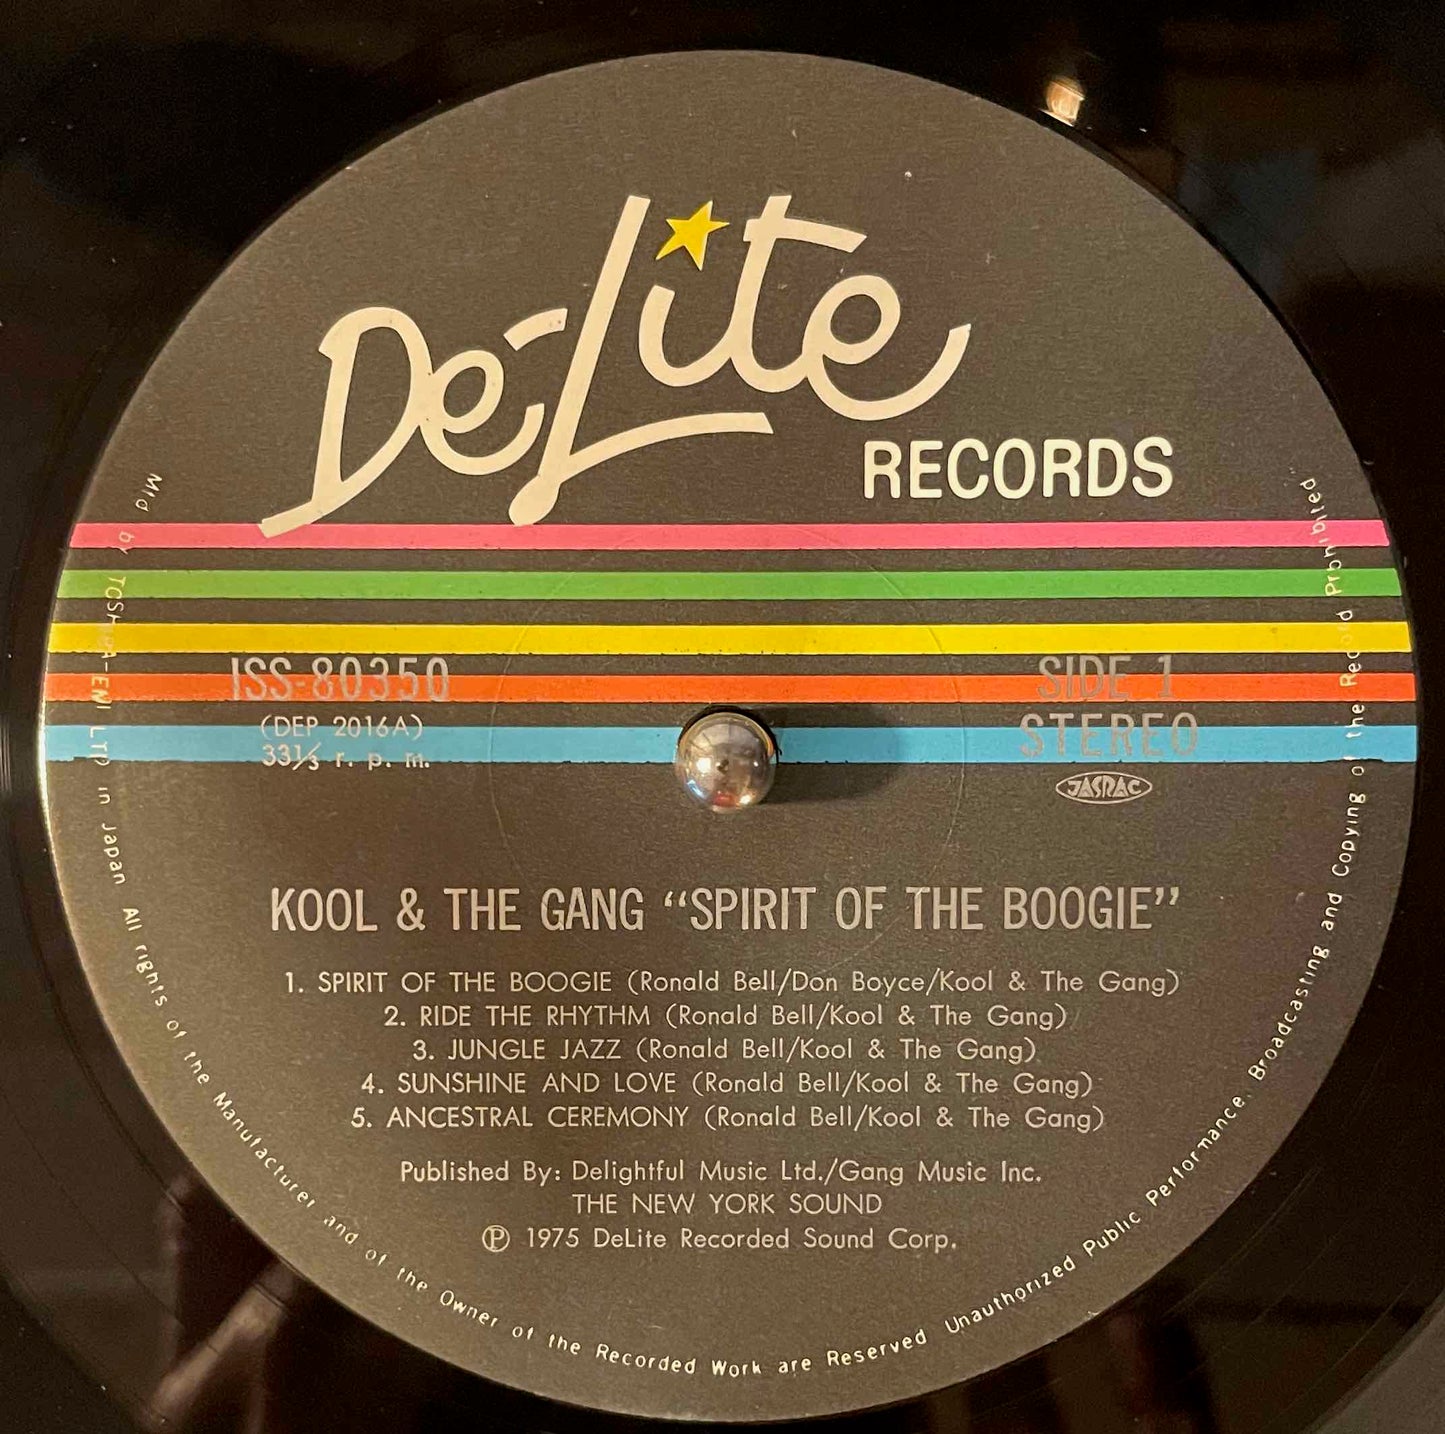 De-Lite
RECORDS
ISS-80350
(DEP 2016A)
33⅓ r. p. m.
SIDE 1
STEREO
JASRAC
KOOL & THE GANG “SPIRIT OF THE BOOGIE”
1. SPIRIT OF THE BOOGIE (Ronald Bell/Don Boyce/Kool & The Gang)
2. RIDE THE RHYTHM (Ronald Bell/Kool & The Gang)
3. JUNGLE JAZZ (Ronald Bell/Kool & The Gang)
4. SUNSHINE AND LOVE (Ronald Bell/Kool & The Gang)
5. ANCESTRAL CEREMONY (Ronald Bell/Kool & The Gang)
Published By: Delightful Music Ltd./Gang Music Inc.
THE NEW YORK SOUND
℗ 1975 DeLite Recorded Sound Corp.
Mfd by TOSHIBA-EMI LTD in Japan All rights of the Manufacturer and of the Owner of the Recorded Work are Reserved Unauthorized Public Performance, Broadcasting and Copying of the Record Prohibited